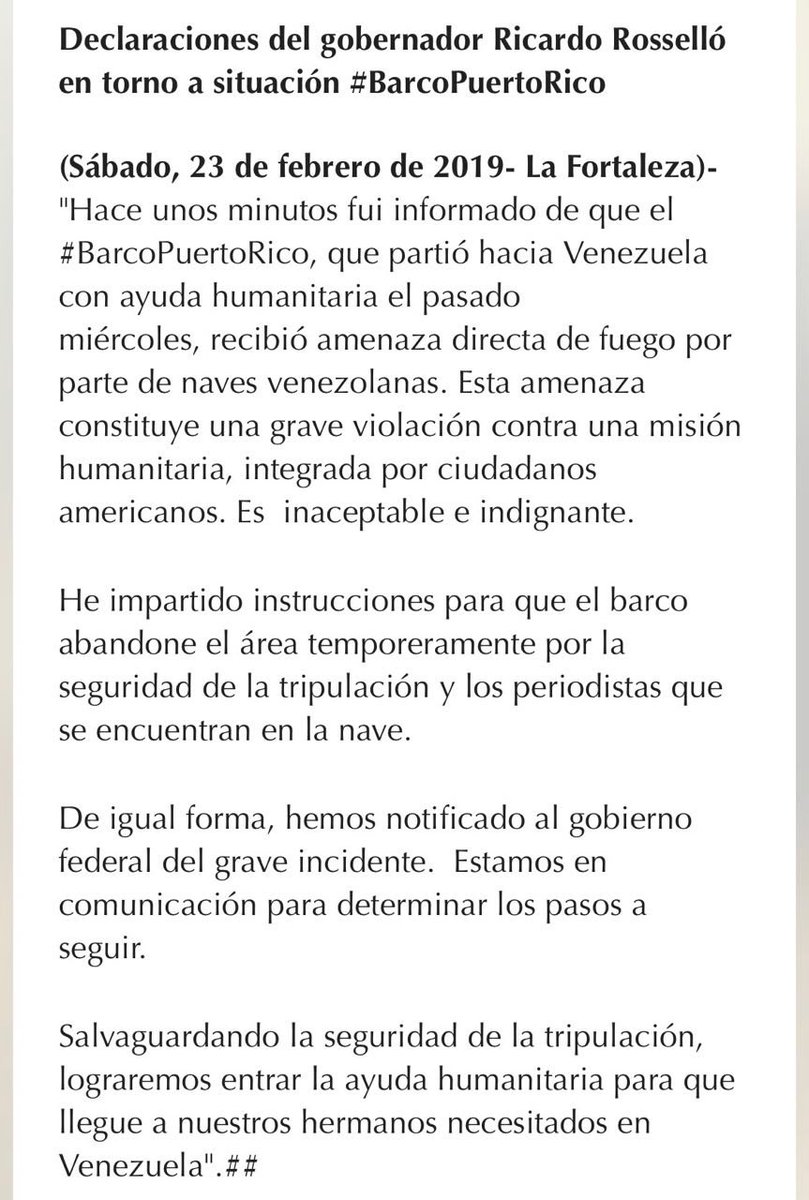 Declaraciones del gobernador Ricardo Rosselló
en torno a situación #BarcoPuertoRico
(Sábado, 23 de febrero de 2019- La Fortaleza)-
"Hace unos minutos fui informado de que el
#BarcoPuertoRico, que partió hacia Venezuela
con ayuda humanitaria el pasado
miércoles, recibió amenaza directa de fuego por
parte de naves venezolanas. Esta amenaza
constituye una grave violación contra una misión
humanitaria, integrada por ciudadanos
americanos. Es  inaceptable e indignante.
He impartido instrucciones para que el barco
abandone el área temporeramente por la
seguridad de la tripulación y los periodistas que
se encuentran en la nave.
De igual forma, hemos notificado al gobierno
federal del grave incidente.  Estamos en
comunicación para determinar los pasos a
seguir.
Salvaguardando la seguridad de la tripulación,
lograremos entrar la ayuda humanitaria para que
llegue a nuestros hermanos necesitados en
Venezuela".##